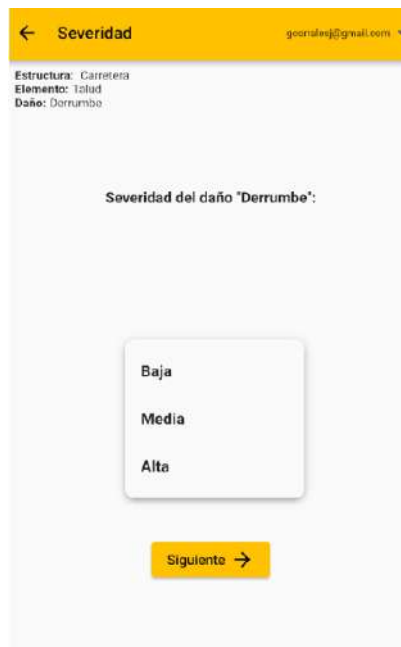 Severidad
Estructura: Carretera
Elemento: Talud
Daño: Derrumbe
Severidad del daño "Derrumbe":
Baja
Media
Alta
Siguiente